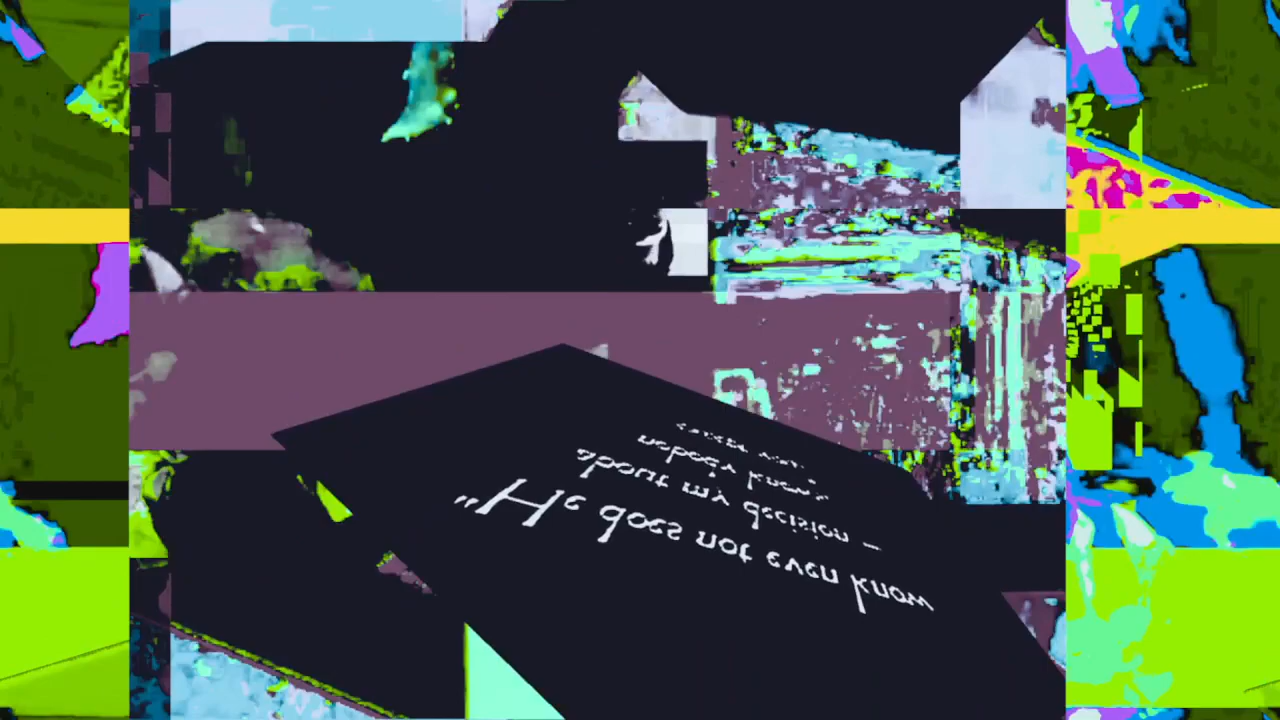 “He does not even know
about my decision –
nobody knows